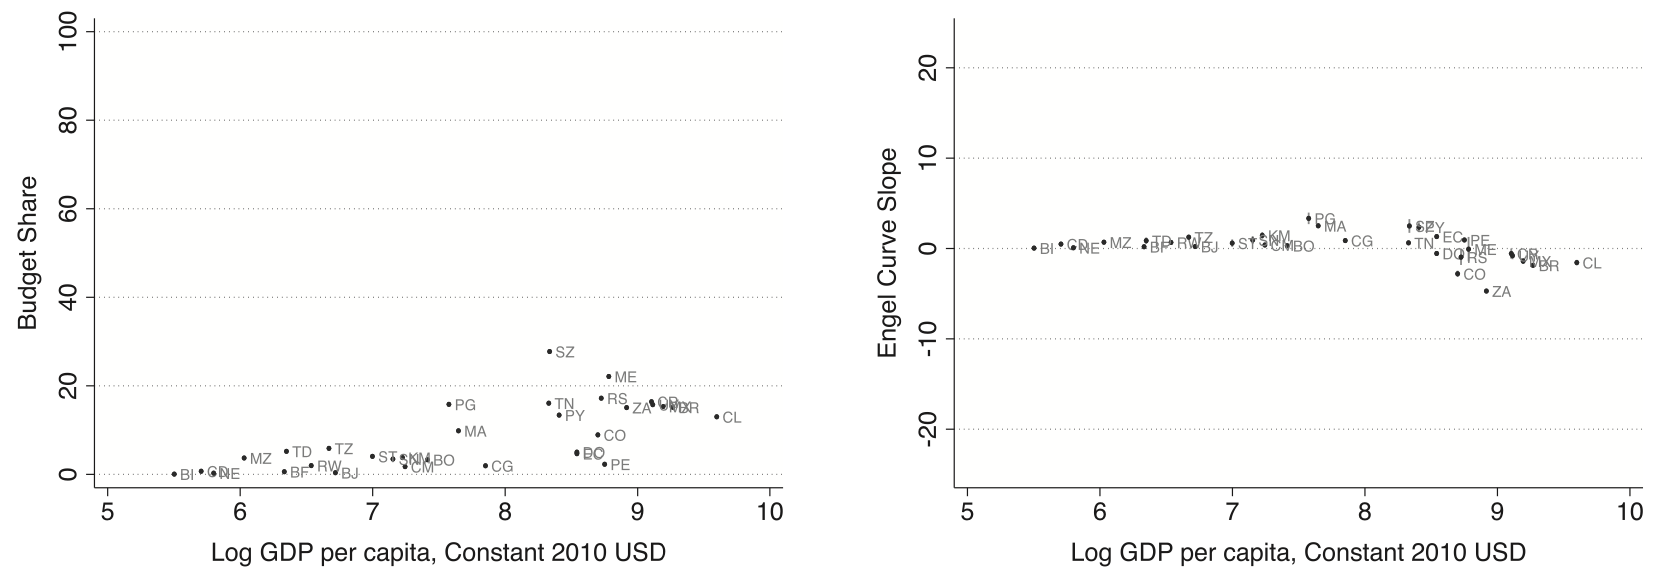 100
80
60
40
20
0
Budget Share
SZ
ME
RS
PG
TN
ZA
PY
CL
MA
CO
TZ
TD
MZ
ST
KM
BO
CM
CG
PE
RW
BF
BJ
BI
NE
5 6 7 8 9 10
Log GDP per capita, Constant 2010 USD
20
10
0
-10
-20
Engel Curve Slope
PG
MA
PY
EC
PE
TN
ME
RS
CO
ZA
BR
CL
CG
BO
KM
TZ
BJ
TD
BF
MZ
NE
BI
5 6 7 8 9 10
Log GDP per capita, Constant 2010 USD